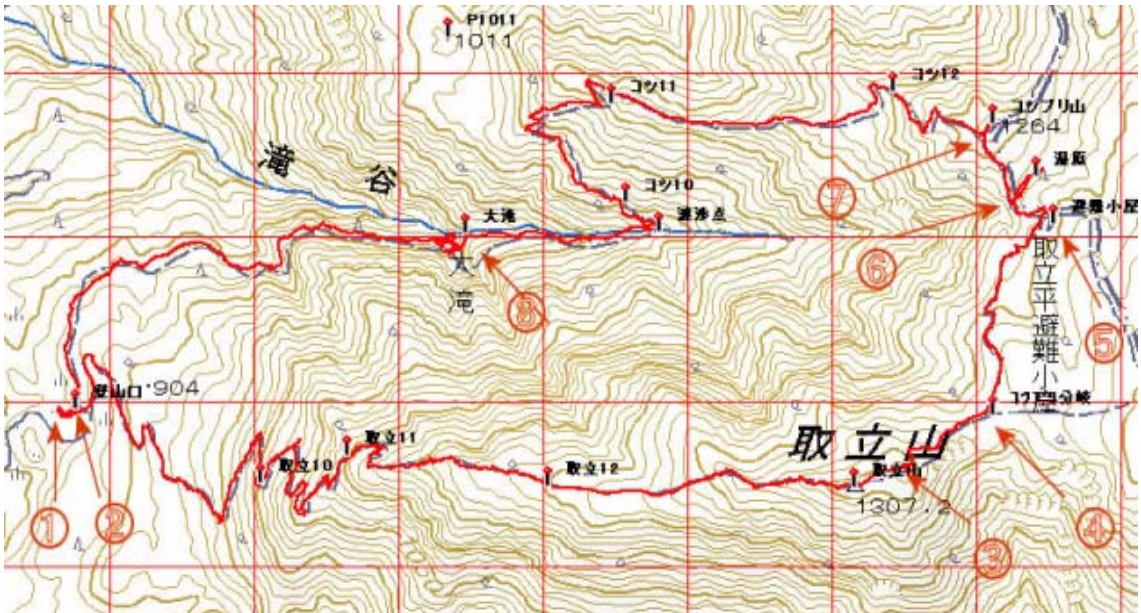 P1011
1011
コツ11
コツ12
コツブリ山
1264
湿原
滝谷
コツ10
大滝
渡渉点
避難小屋
⑦
⑥
大滝
⑧
取立平避難小屋
⑤
登山口
904
取立11
取立山
取立10
取立12
取立山
1307.2
①
②
③
④